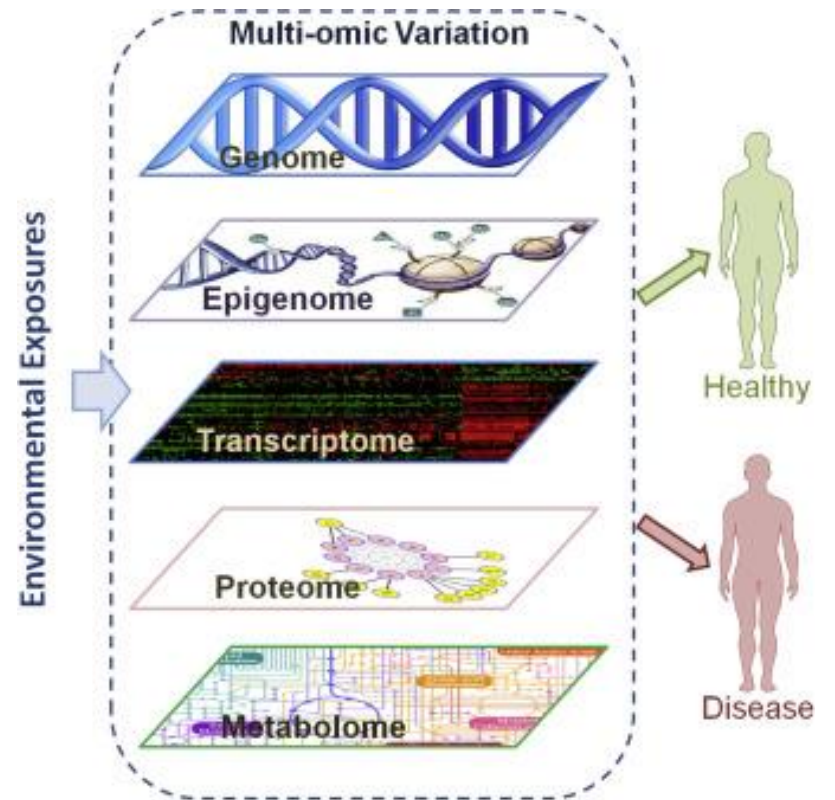 Multi-omic Variation
Genome
Epigenome
Transcriptome
Proteome
Metabolome
Environmental Exposures
Healthy
Disease